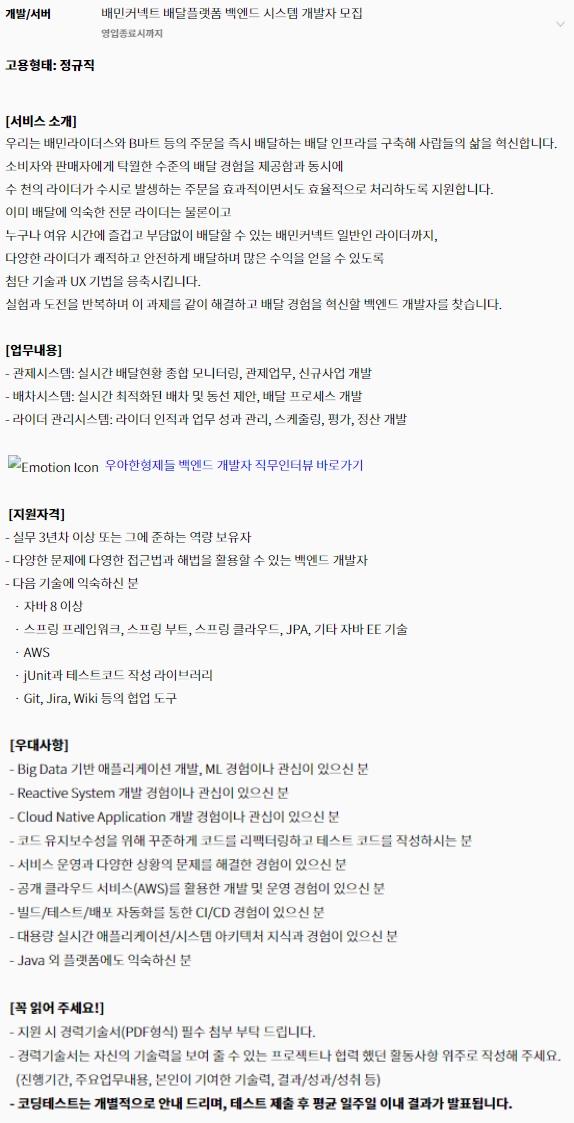 개발/서버 배민커넥트 배달플랫폼 백엔드 시스템 개발자 모집
영입종료시까지
고용형태: 정규직
[서비스 소개]
우리는 배민라이더스와 B마트 등의 주문을 즉시 배달하는 배달 인프라를 구축해 사람들의 삶을 혁신합니다.
소비자와 판매자에게 탁월한 수준의 배달 경험을 제공함과 동시에
수 천의 라이더가 수시로 발생하는 주문을 효과적이면서도 효율적으로 처리하도록 지원합니다.
이미 배달에 익숙한 전문 라이더는 물론이고
누구나 여유 시간에 즐겁고 부담없이 배달할 수 있는 배민커넥트 일반인 라이더까지,
다양한 라이더가 쾌적하고 안전하게 배달하며 많은 수익을 얻을 수 있도록
첨단 기술과 UX 기법을 응축시킵니다.
실험과 도전을 반복하며 이 과제를 같이 해결하고 배달 경험을 혁신할 백엔드 개발자를 찾습니다.
[업무내용]
- 관제시스템: 실시간 배달현황 종합 모니터링, 관제업무, 신규사업 개발
- 배차시스템: 실시간 최적화된 배차 및 동선 제안, 배달 프로세스 개발
- 라이더 관리시스템: 라이더 인적과 업무 성과 관리, 스케줄링, 평가, 정산 개발
Emotion Icon 우아한형제들 백엔드 개발자 직무인터뷰 바로가기
[지원자격]
- 실무 3년차 이상 또는 그에 준하는 역량 보유자
- 다양한 문제에 다영한 접근법과 해법을 활용할 수 있는 백엔드 개발자
- 다음 기술에 익숙하신 분
· 자바 8 이상
· 스프링 프레임워크, 스프링 부트, 스프링 클라우드, JPA, 기타 자바 EE 기술
· AWS
· jUnit과 테스트코드 작성 라이브러리
· Git, Jira, Wiki 등의 협업 도구
[우대사항]
- Big Data 기반 애플리케이션 개발, ML 경험이나 관심이 있으신 분
- Reactive System 개발 경험이나 관심이 있으신 분
- Cloud Native Application 개발 경험이나 관심이 있으신 분
- 코드 유지보수성을 위해 꾸준하게 코드를 리팩터링하고 테스트 코드를 작성하시는 분
- 서비스 운영과 다양한 상황의 문제를 해결한 경험이 있으신 분
- 공개 클라우드 서비스(AWS)를 활용한 개발 및 운영 경험이 있으신 분
- 빌드/테스트/배포 자동화를 통한 CI/CD 경험이 있으신 분
- 대용량 실시간 애플리케이션/시스템 아키텍처 지식과 경험이 있으신 분
- Java 외 플랫폼에도 익숙하신 분
[꼭 읽어 주세요!]
- 지원 시 경력기술서(PDF형식) 필수 첨부 부탁 드립니다.
- 경력기술서는 자신의 기술력을 보여 줄 수 있는 프로젝트나 협력 했던 활동사항 위주로 작성해 주세요.
(진행기간, 주요업무내용, 본인이 기여한 기술력, 결과/성과/성취 등)
- 코딩테스트는 개별적으로 안내 드리며, 테스트 제출 후 평균 일주일 이내 결과가 발표됩니다.